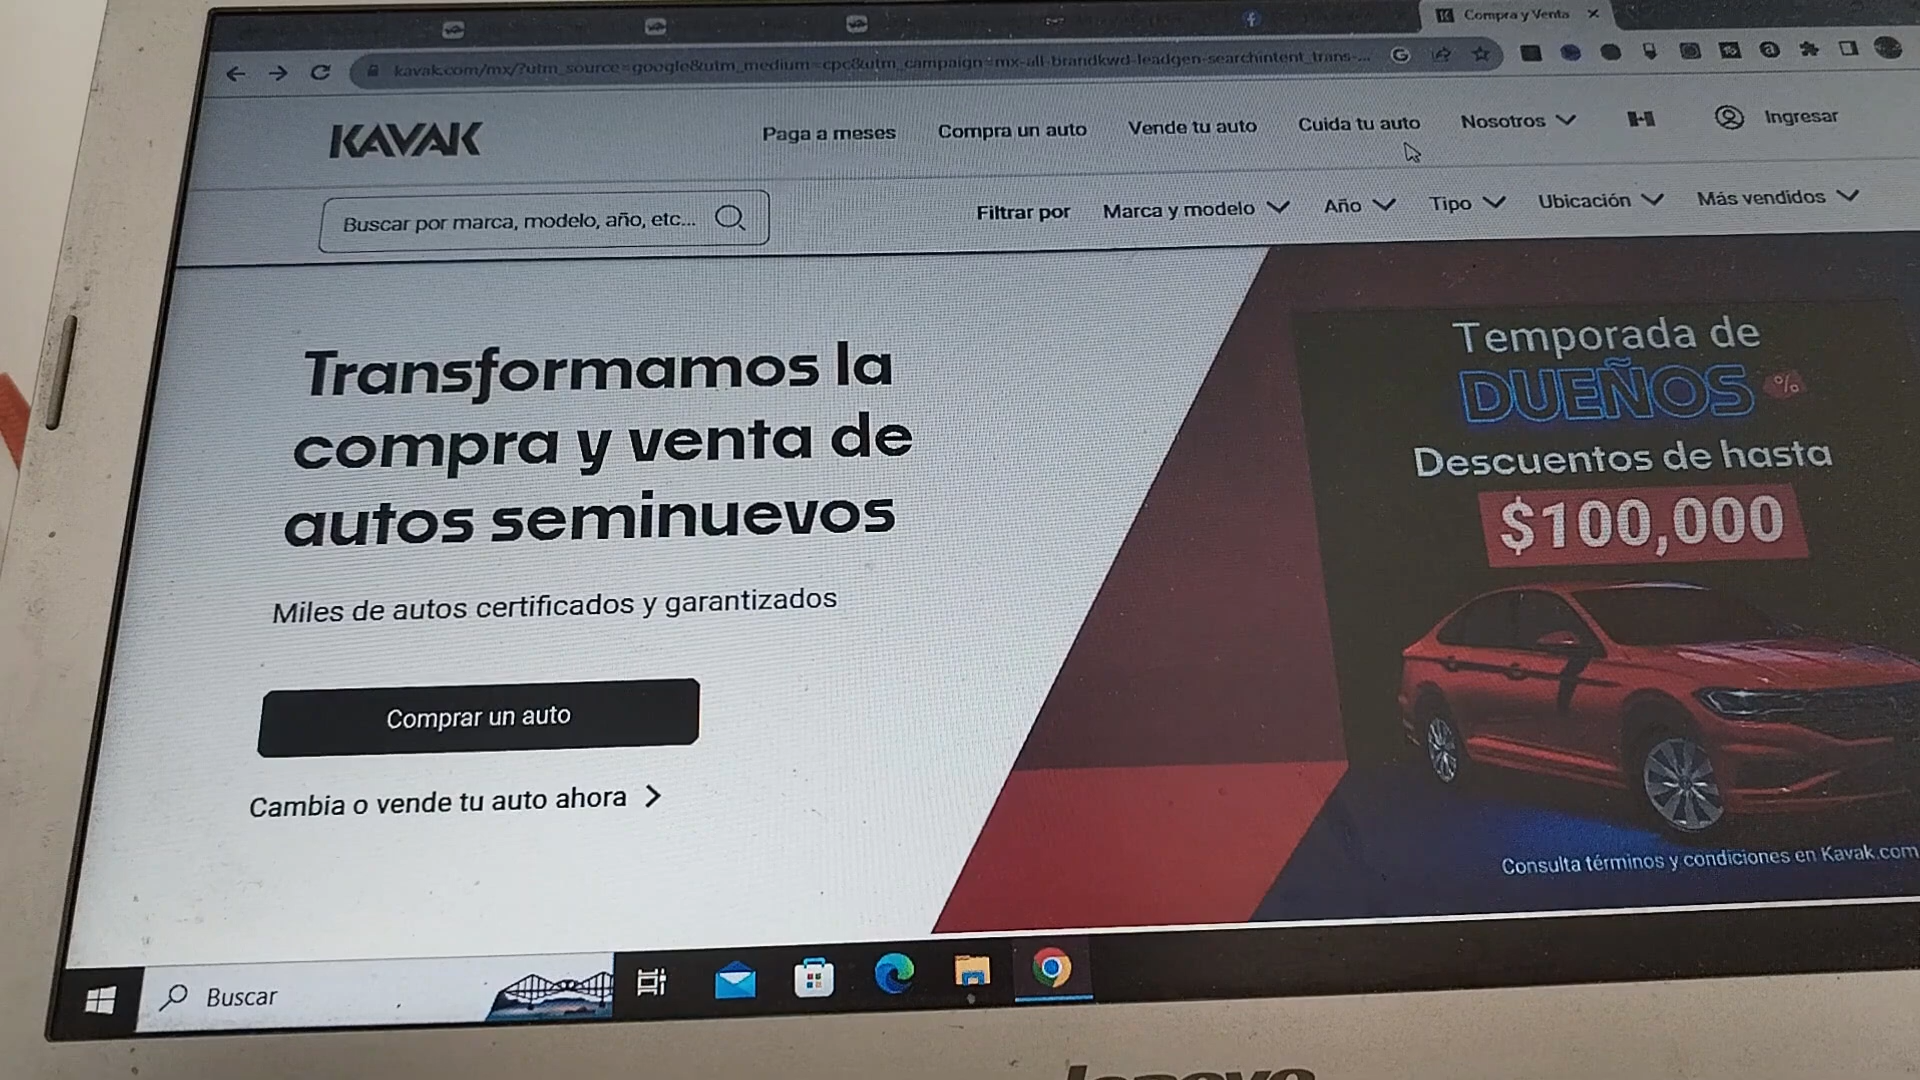 Compra y Venta
kavak.com/mx/?utm_source=google&utm_medium=cpc&utm_campaign=mx-all-brandkwd-leadgen-searchintent_trans-...
KAVAK
Paga a meses
Compra un auto
Vende tu auto
Cuida tu auto
Nosotros
Ingresar
Buscar por marca, modelo, año, etc...
Filtrar por
Marca y modelo
Año
Tipo
Ubicación
Más vendidos
Transformamos la
compra y venta de
autos seminuevos
Miles de autos certificados y garantizados
Comprar un auto
Cambia o vende tu auto ahora
Temporada de
DUEÑOS %
Descuentos de hasta
$100,000
Consulta términos y condiciones en Kavak.com
Buscar
lenovo